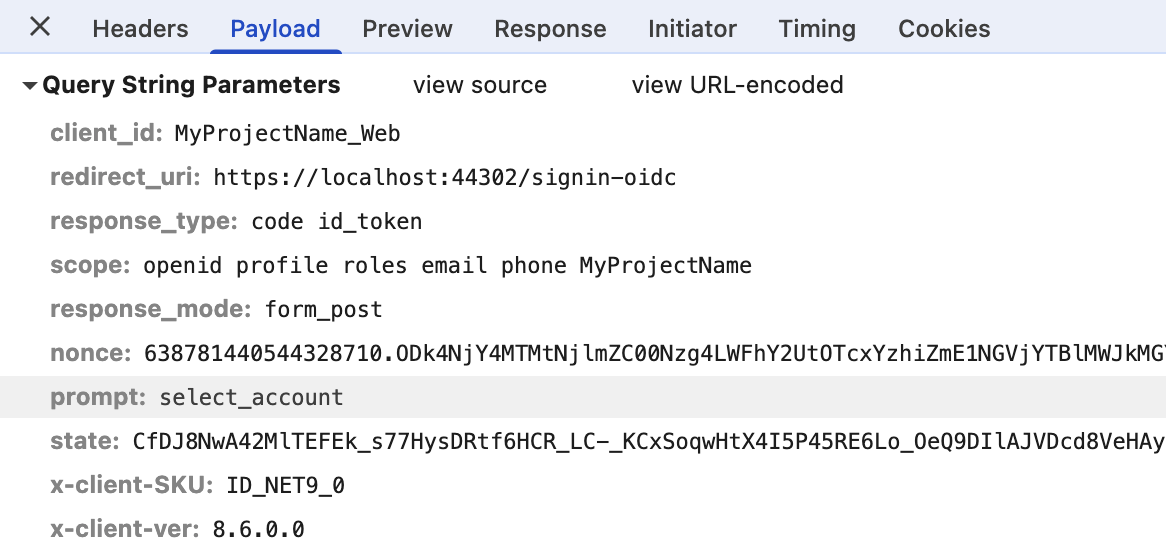 Headers Payload Preview Response Initiator Timing Cookies
Query String Parameters view source view URL-encoded
client_id: MyProjectName_Web
redirect_uri: https://localhost:44302/signin-oidc
response_type: code id_token
scope: openid profile roles email phone MyProjectName
response_mode: form_post
nonce: 638781440544328710.ODk4NjY4MTMtNjlmZC00Nzg4LWFhY2UtOTcxYzhiZmE1NGVjYTBlMWJkMG
prompt: select_account
state: CfDJ8NwA42MlTEFEk_s77HysDRtf6HCR_LC-_KCxSoqwHtX4I5P45RE6Lo_OeQ9DIlAJVDcd8VeHAy
x-client-SKU: ID_NET9_0
x-client-ver: 8.6.0.0